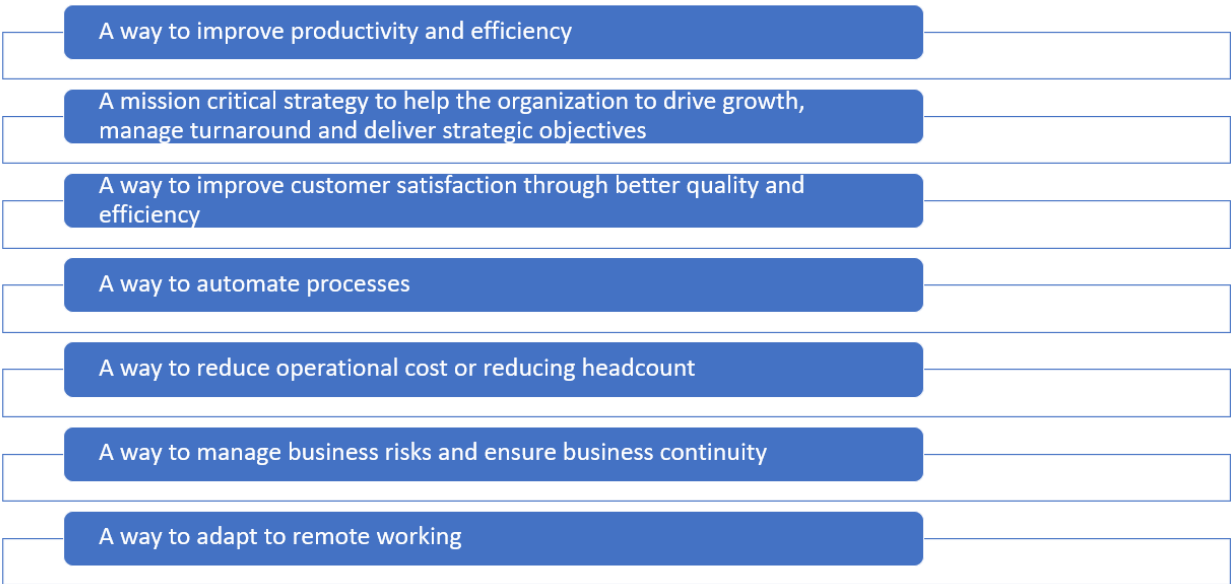 A way to improve productivity and efficiency
A mission critical strategy to help the organization to drive growth,
manage turnaround and deliver strategic objectives
A way to improve customer satisfaction through better quality and
efficiency
A way to automate processes
A way to reduce operational cost or reducing headcount
A way to manage business risks and ensure business continuity
A way to adapt to remote working